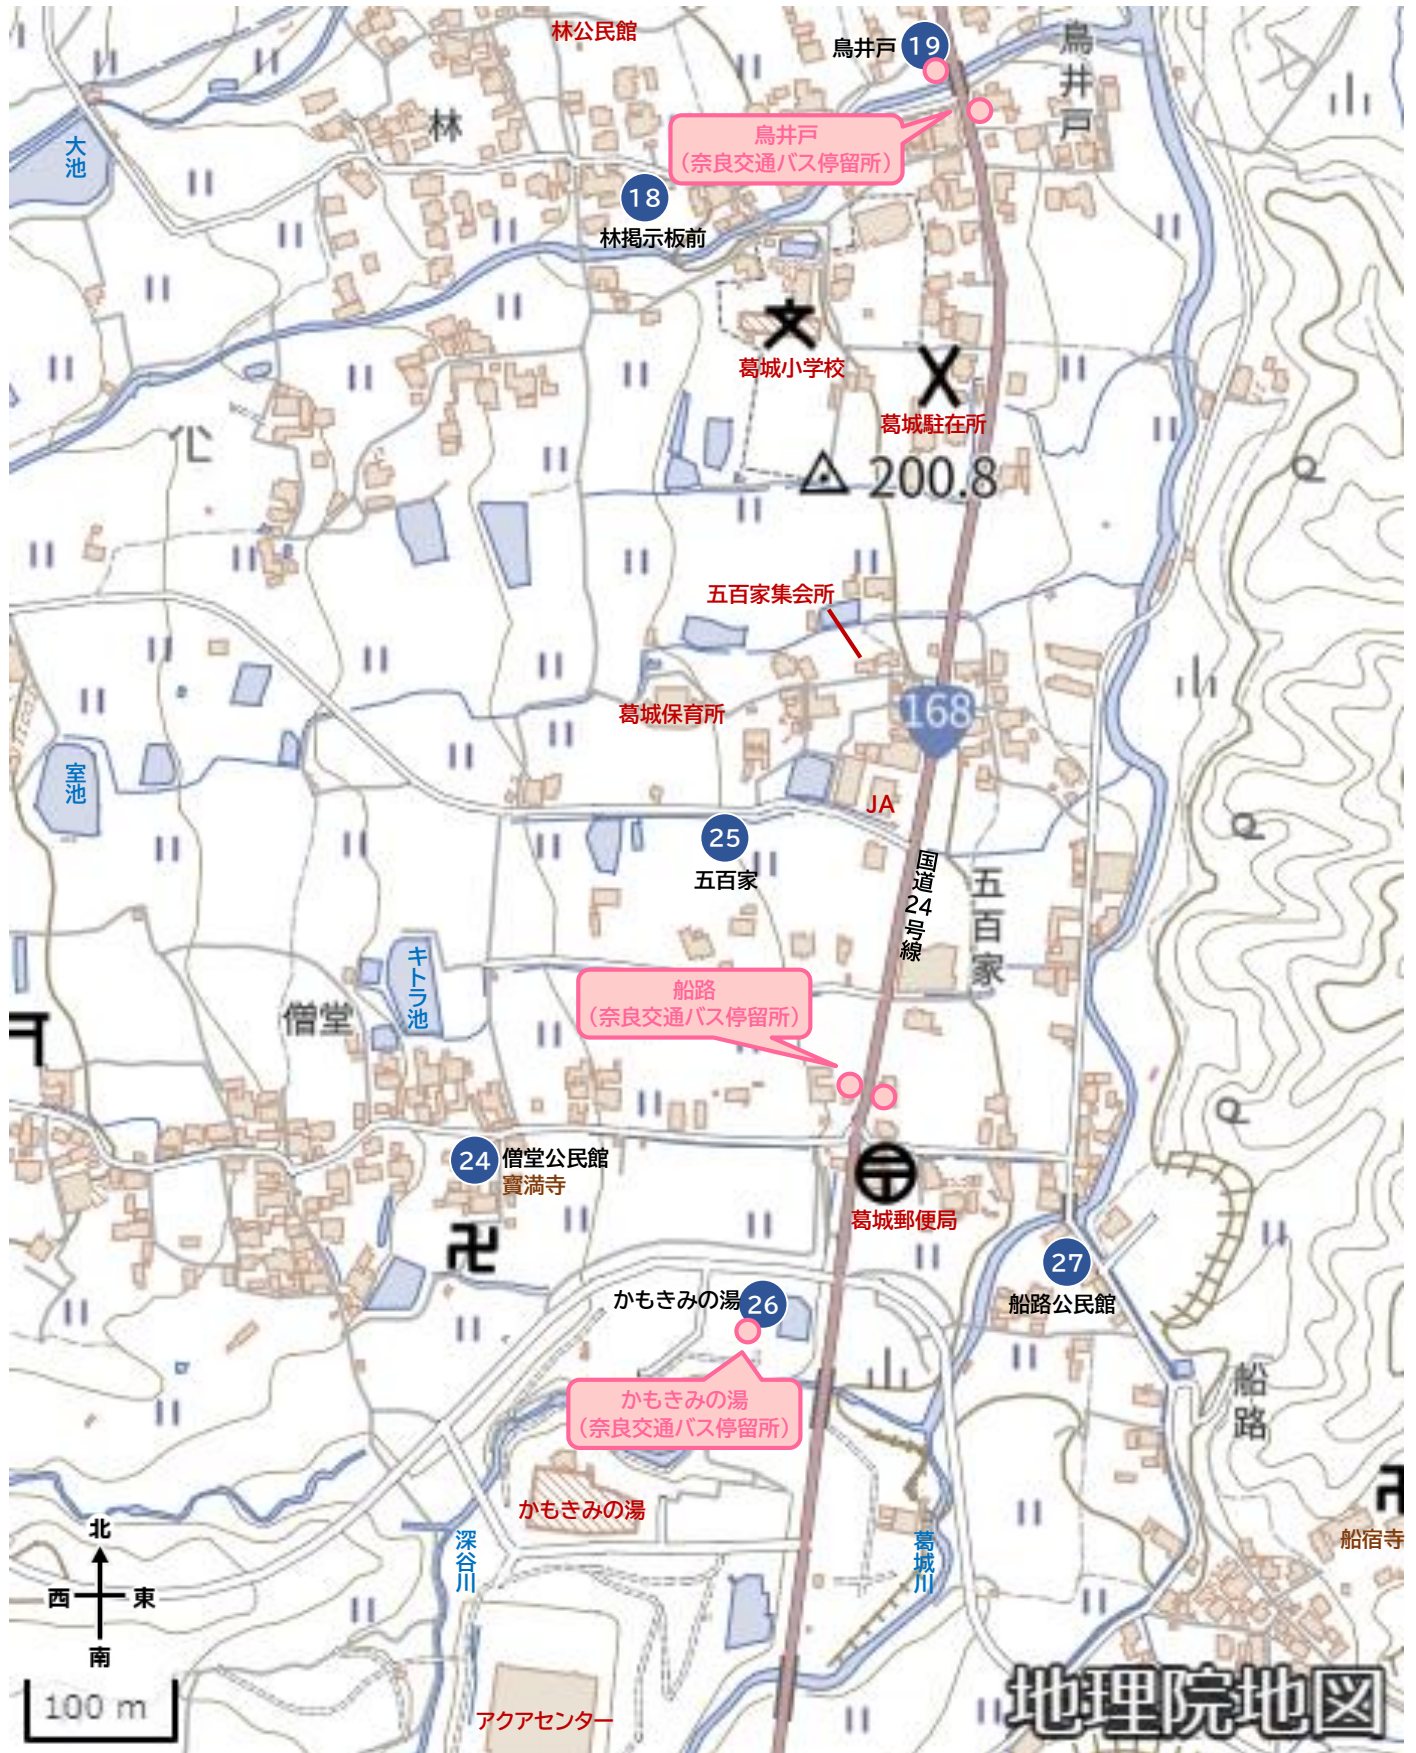 林公民館
鳥井戸
19
鳥井戸
大池
林
鳥井戸
(奈良交通バス停留所)
18
林掲示板前
葛城小学校
葛城駐在所
200.8
五百家集会所
葛城保育所
168
室池
JA
25
五百家
国道24号線
五百家
キトラ池
船路
(奈良交通バス停留所)
僧堂
24
僧堂公民館
寳満寺
葛城郵便局
27
船路公民館
かもきみの湯
26
かもきみの湯
(奈良交通バス停留所)
船路
かもきみの湯
船宿寺
深谷川
葛城川
北
西
東
南
100 m
アクアセンター
地理院地図